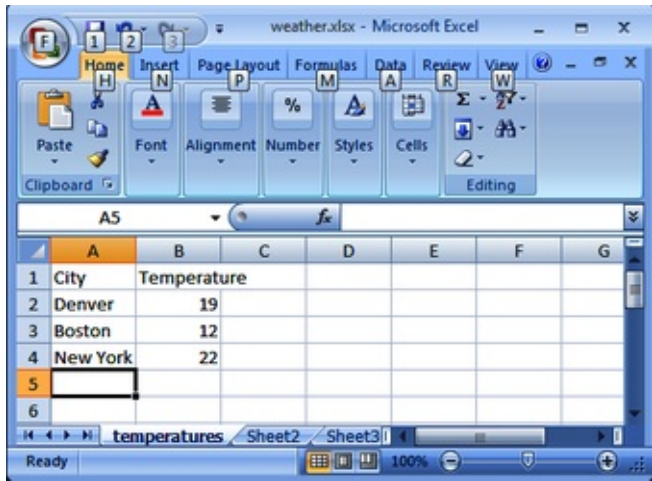 weather.xlsx - Microsoft Excel
F 1 2 3
Home Insert Page Layout Formulas Data Review View
H N P M A R W
Paste Font Alignment Number Styles Cells
Clipboard Editing
A5 fx
A B C D E F G
1 City Temperature
2 Denver 19
3 Boston 12
4 New York 22
5
6
temperatures Sheet2 Sheet3
Ready 100%